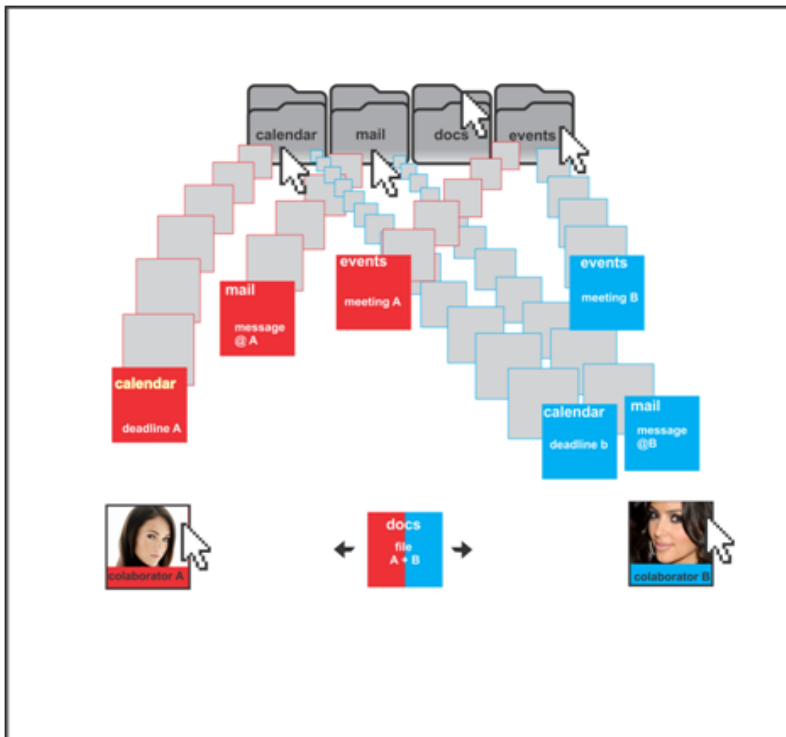 calendar
mail
docs
events
events
meeting A
events
meeting B
mail
message
@ A
calendar
deadline A
calendar
deadline b
mail
message
@B
docs
file
A + B
colaborator A
colaborator B